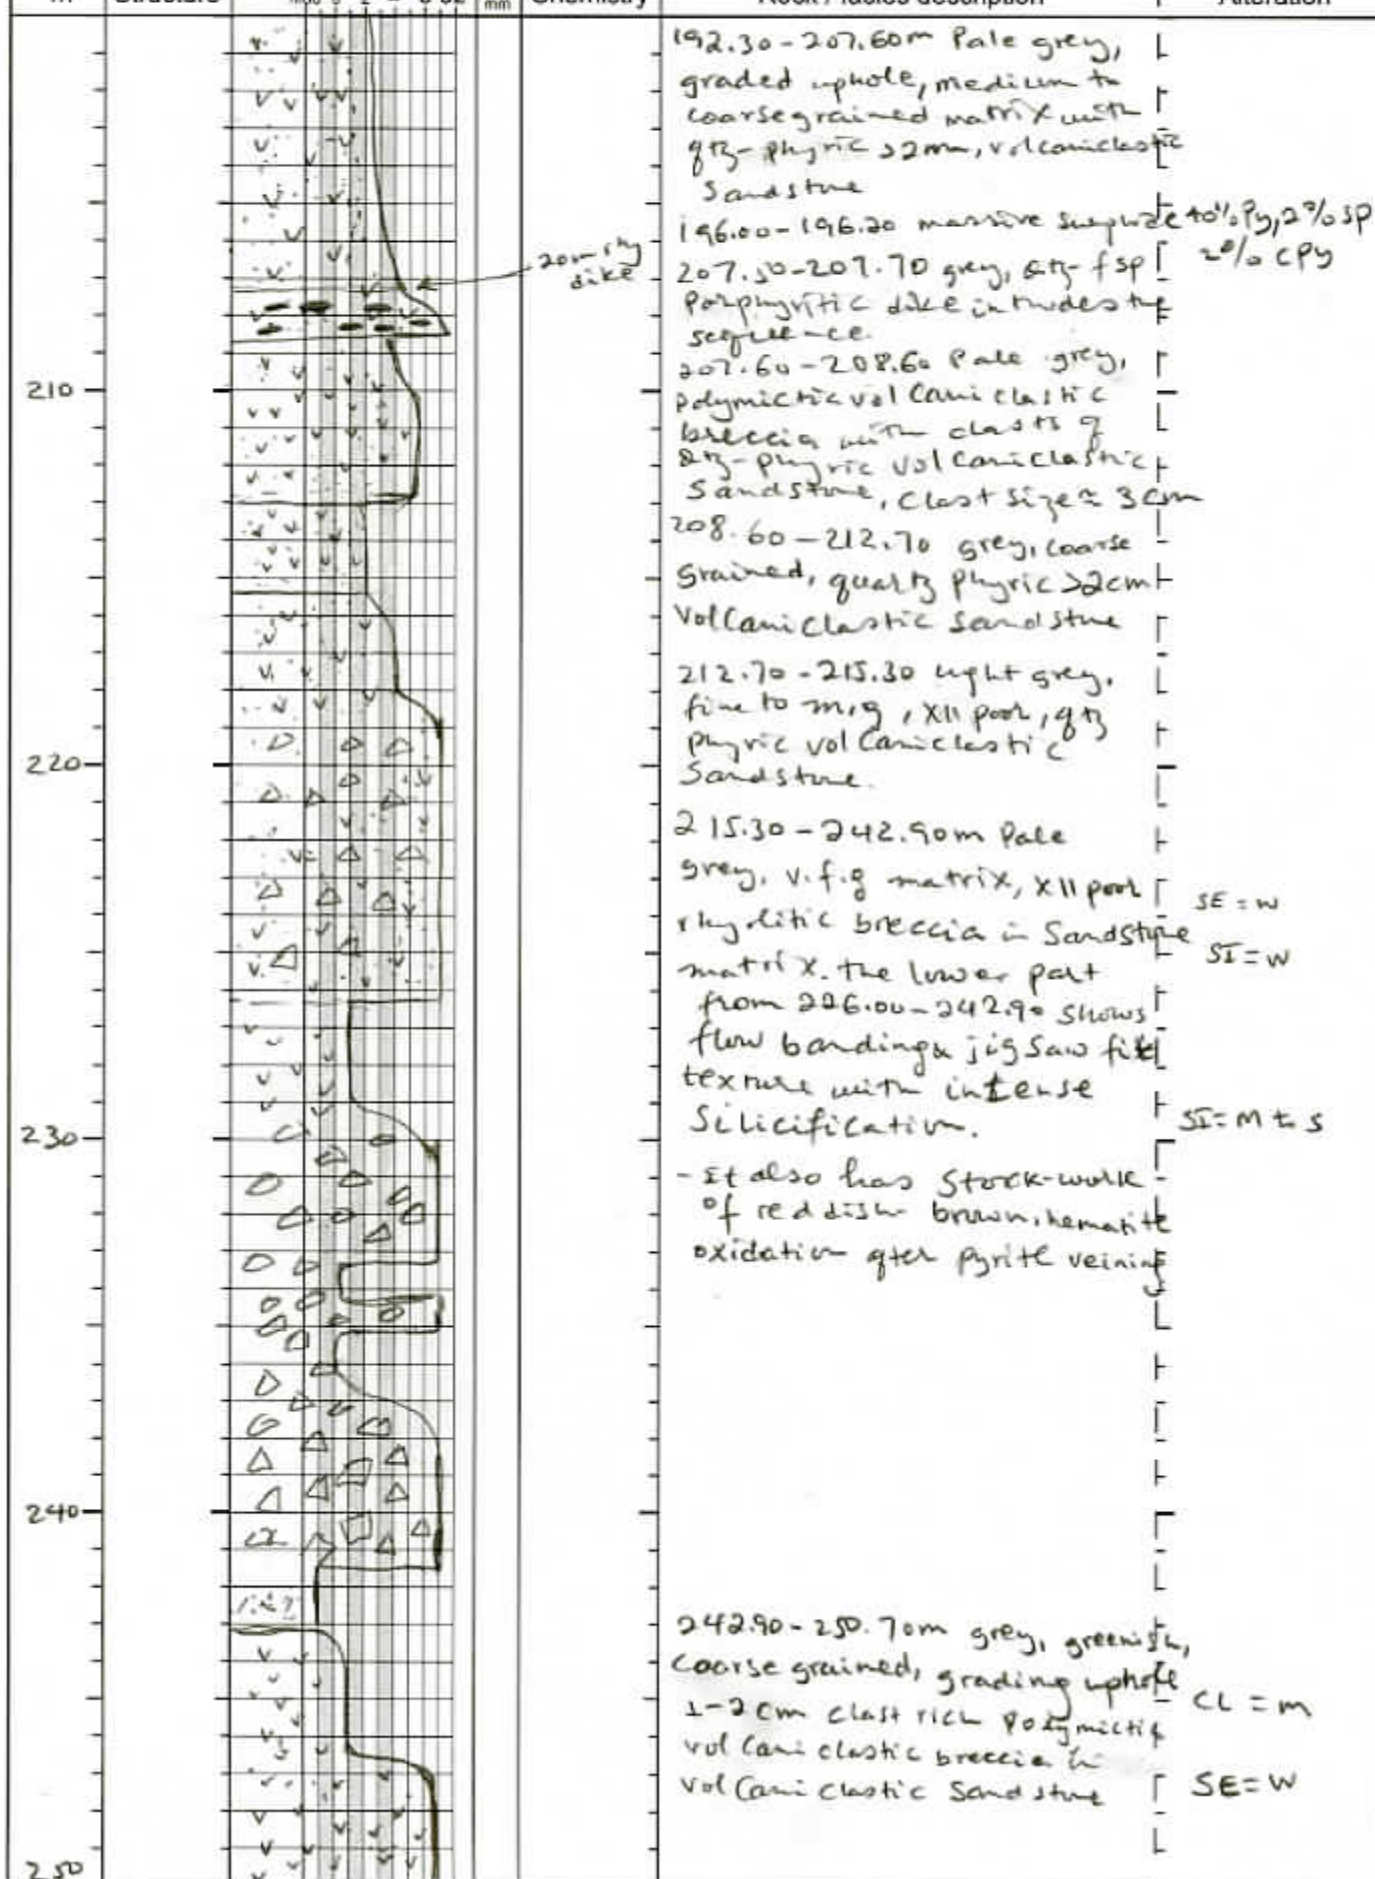 m Structure mm Chemistry Rock / facies description Alteration
192.30-207.60m Pale grey,
graded uphole, medium to
coarse grained matrix with
qtz-phyric >2mm, volcaniclastic
Sandstone
196.00-196.20 massive 40% Py, 2% SP
2% CPy
20cm rhy
dike
207.50-207.70 grey, Qtz-fsp
Porphyritic dike intrudes the
sequence.
207.60-208.60 Pale grey,
210
polymictic volcaniclastic
breccia with clasts of
Qtz-phyric volcaniclastic
Sandstone, Clast size ≈ 3cm
208.60-212.70 grey, coarse
grained, quartz phyric >2cm
Volcaniclastic Sandstone
212.70-215.30 light grey,
fine to m.g, xll poor, qtz
phyric volcaniclastic
Sandstone.
220
215.30-242.90m Pale
grey, v.f.g matrix, xll poor
SE = w
rhyolitic breccia in Sandstone
SI = w
matrix. the lower part
from 226.00-242.90 shows
flow banding & jigsaw fit
texture with intense
Silicification.
230
SI = m to s
- It also has Stock-work
of reddish brown, hematite
oxidation after pyrite veining
240
242.90-250.70m grey, greenish,
coarse grained, grading uphole
1-2cm clast rich Polymictic
CL = m
volcaniclastic breccia in
volcaniclastic Sandstone
SE = W
250